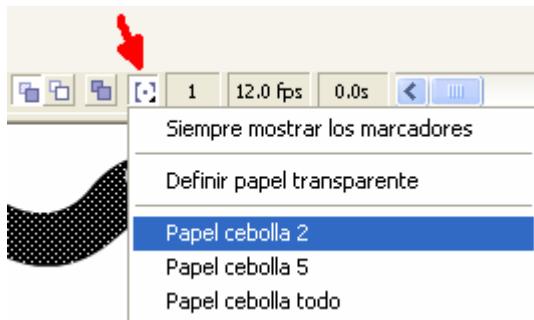 1 12.0 fps 0.0s
Siempre mostrar los marcadores
Definir papel transparente
Papel cebolla 2
Papel cebolla 5
Papel cebolla todo